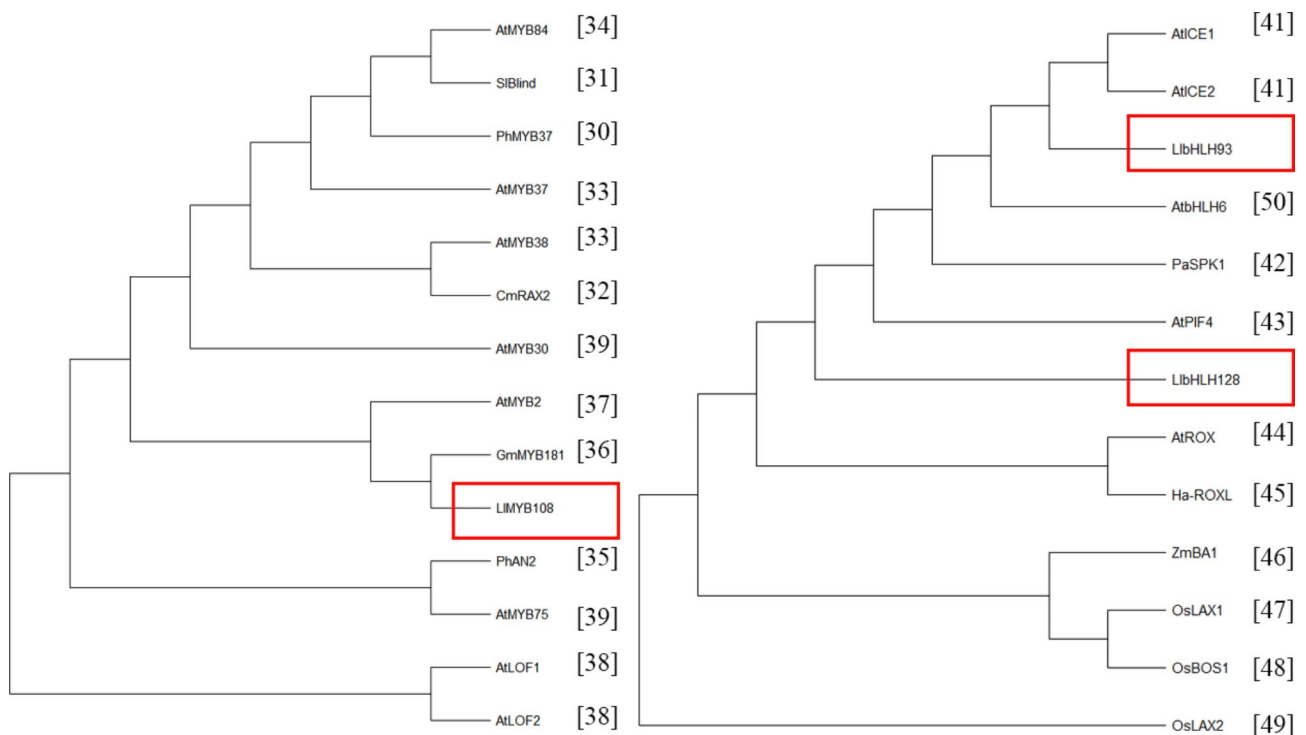 AtMYB84 [34]
SlBlind [31]
PhMYB37 [30]
AtMYB37 [33]
AtMYB38 [33]
CmRAX2 [32]
AtMYB30 [39]
AtMYB2 [37]
GmMYB181 [36]
LlMYB108
PhAN2 [35]
AtMYB75 [39]
AtLOF1 [38]
AtLOF2 [38]
AtICE1 [41]
AtICE2 [41]
LlbHLH93
AtbHLH6 [50]
PaSPK1 [42]
AtPIF4 [43]
LlbHLH128
AtROX [44]
Ha-ROXL [45]
ZmBA1 [46]
OsLAX1 [47]
OsBOS1 [48]
OsLAX2 [49]